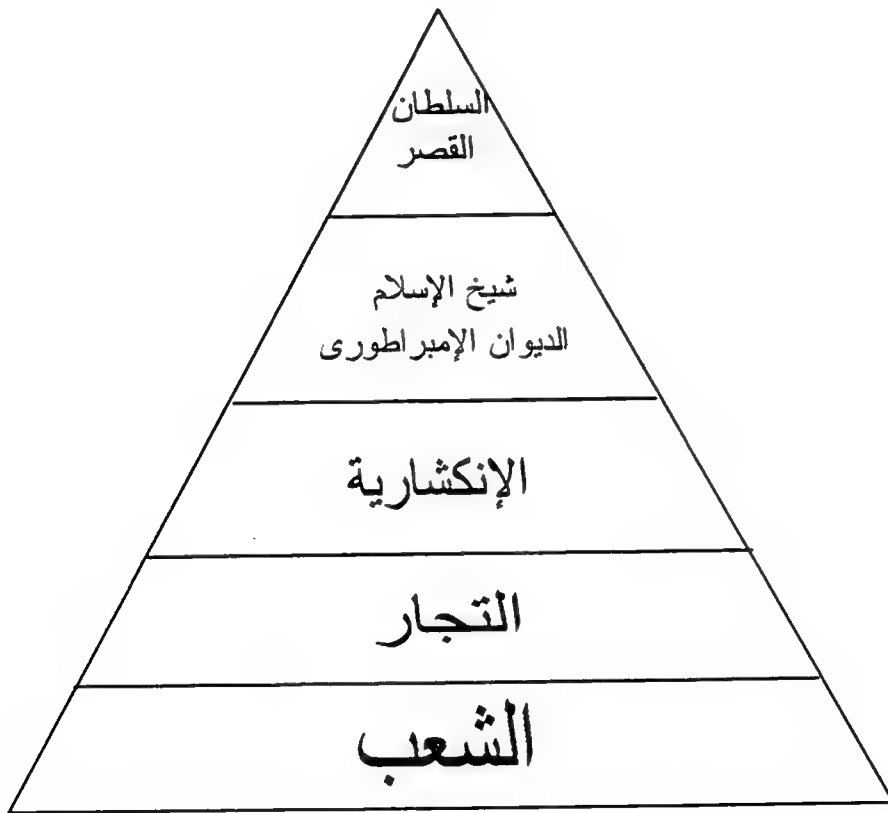 السلطان
القصر
شيخ الإسلام
الديوان الإمبراطورى
الإنكشارية
التجار
الشعب